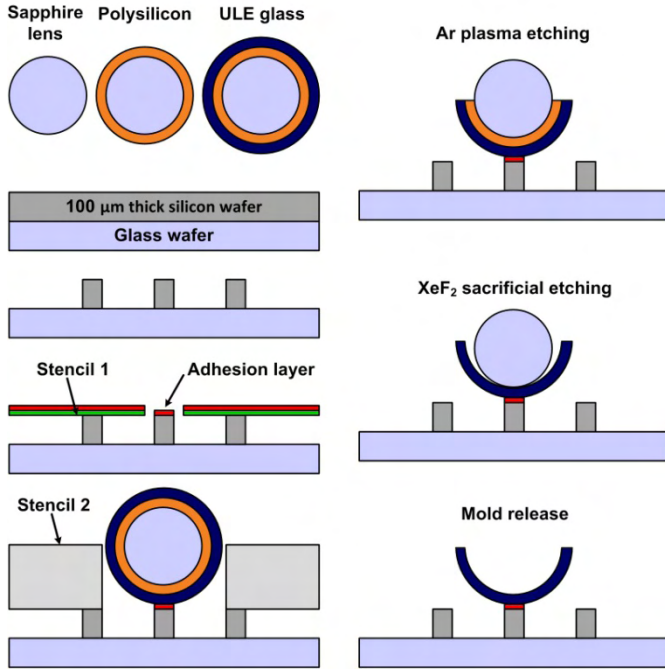 Sapphire
lens
Polysilicon
ULE glass
100 μm thick silicon wafer
Glass wafer
Stencil 1
Adhesion layer
Stencil 2
Ar plasma etching
XeF₂ sacrificial etching
Mold release